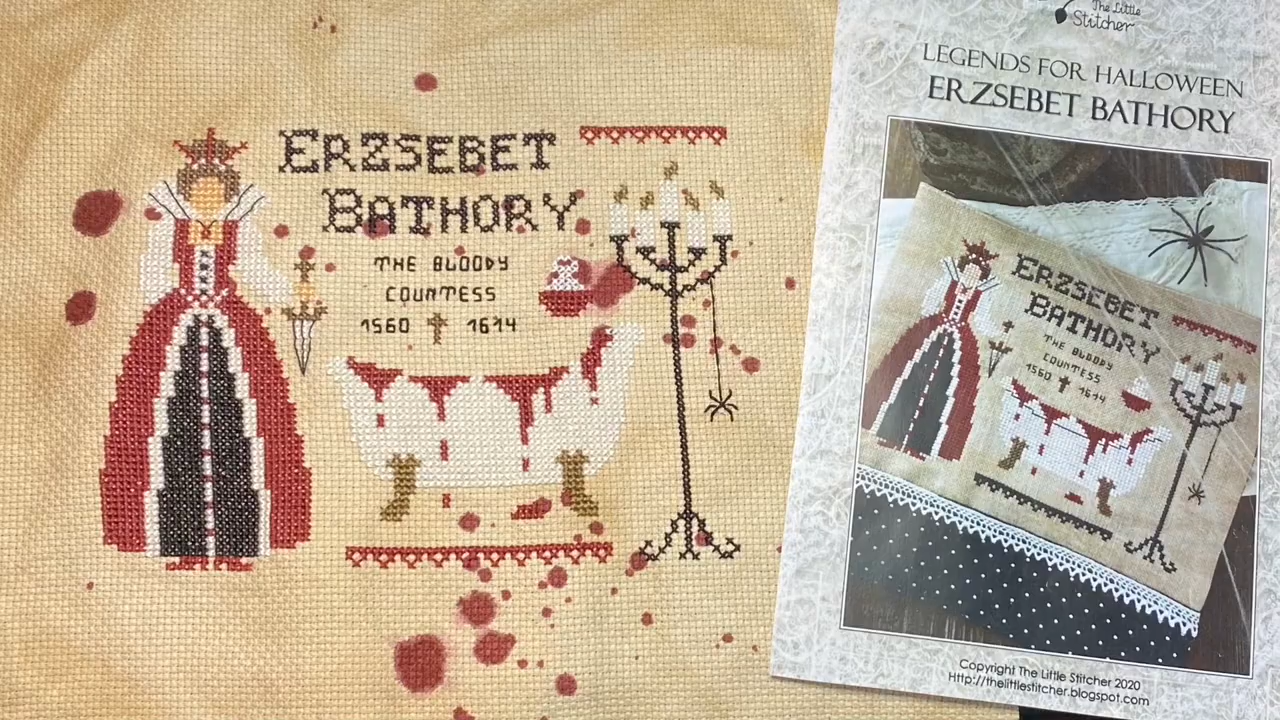 ERZSEBET
BATHORY
THE BLOODY
COUNTESS
1560 1614
The Little
Stitcher
LEGENDS FOR HALLOWEEN
ERZSEBET BATHORY
ERZSEBET
BATHORY
THE BLOODY
COUNTESS
1560 1614
Copyright The Little Stitcher 2020
Http://thelittlestitcher.blogspot.com